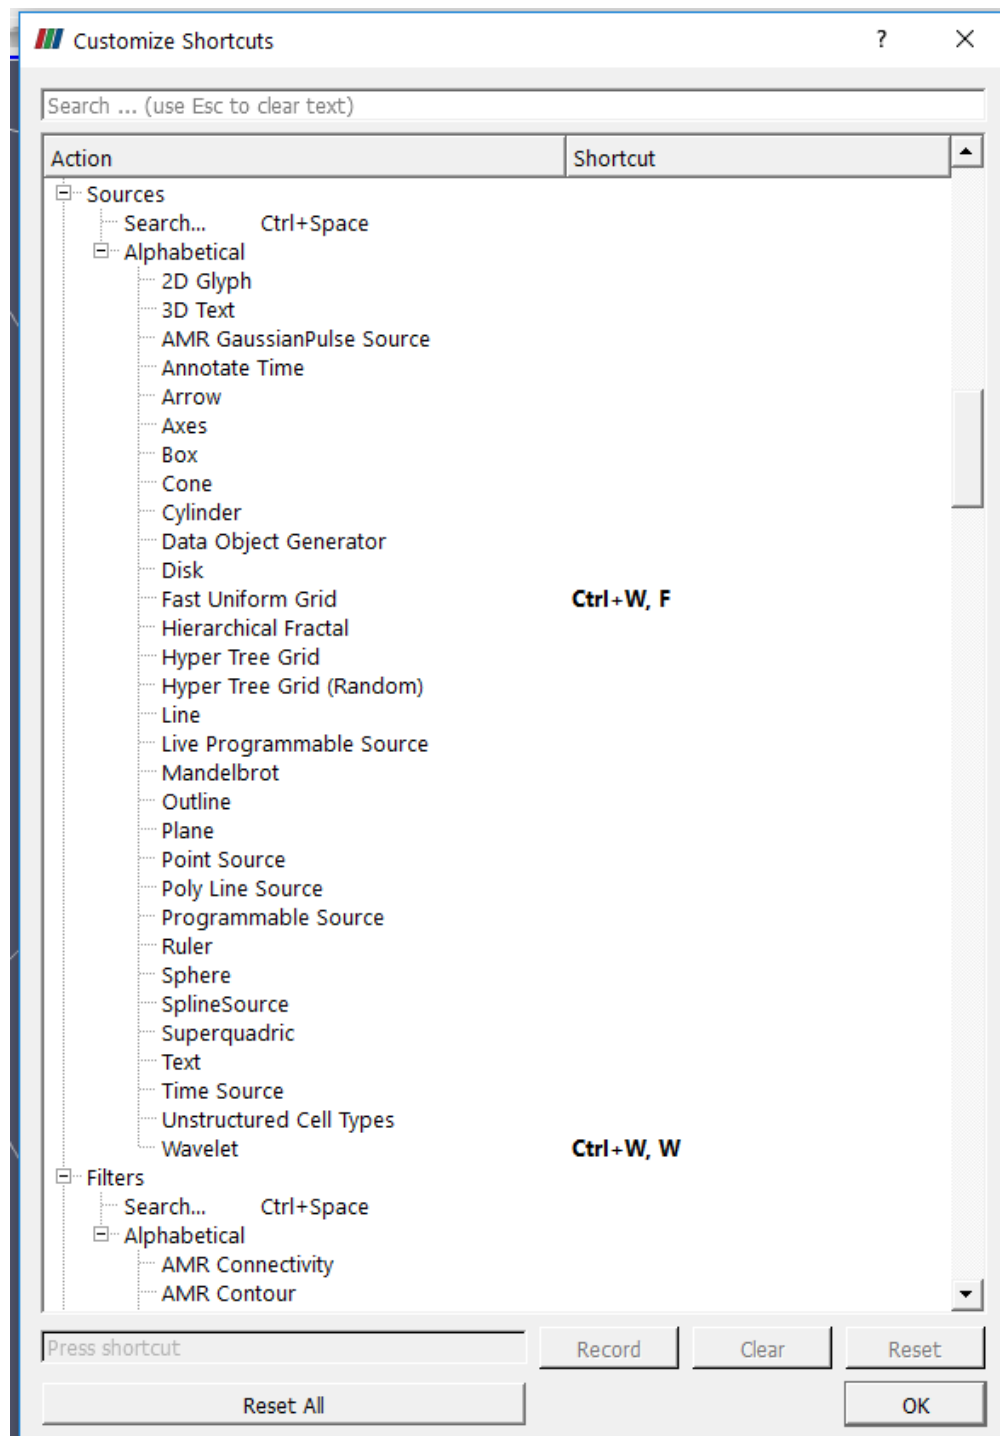 Customize Shortcuts ?
Search ... (use Esc to clear text)
Action Shortcut
Sources
Search... Ctrl+Space
Alphabetical
2D Glyph
3D Text
AMR GaussianPulse Source
Annotate Time
Arrow
Axes
Box
Cone
Cylinder
Data Object Generator
Disk
Fast Uniform Grid Ctrl+W, F
Hierarchical Fractal
Hyper Tree Grid
Hyper Tree Grid (Random)
Line
Live Programmable Source
Mandelbrot
Outline
Plane
Point Source
Poly Line Source
Programmable Source
Ruler
Sphere
SplineSource
Superquadric
Text
Time Source
Unstructured Cell Types
Wavelet Ctrl+W, W
Filters
Search... Ctrl+Space
Alphabetical
AMR Connectivity
AMR Contour
Press shortcut Record Clear Reset
Reset All OK